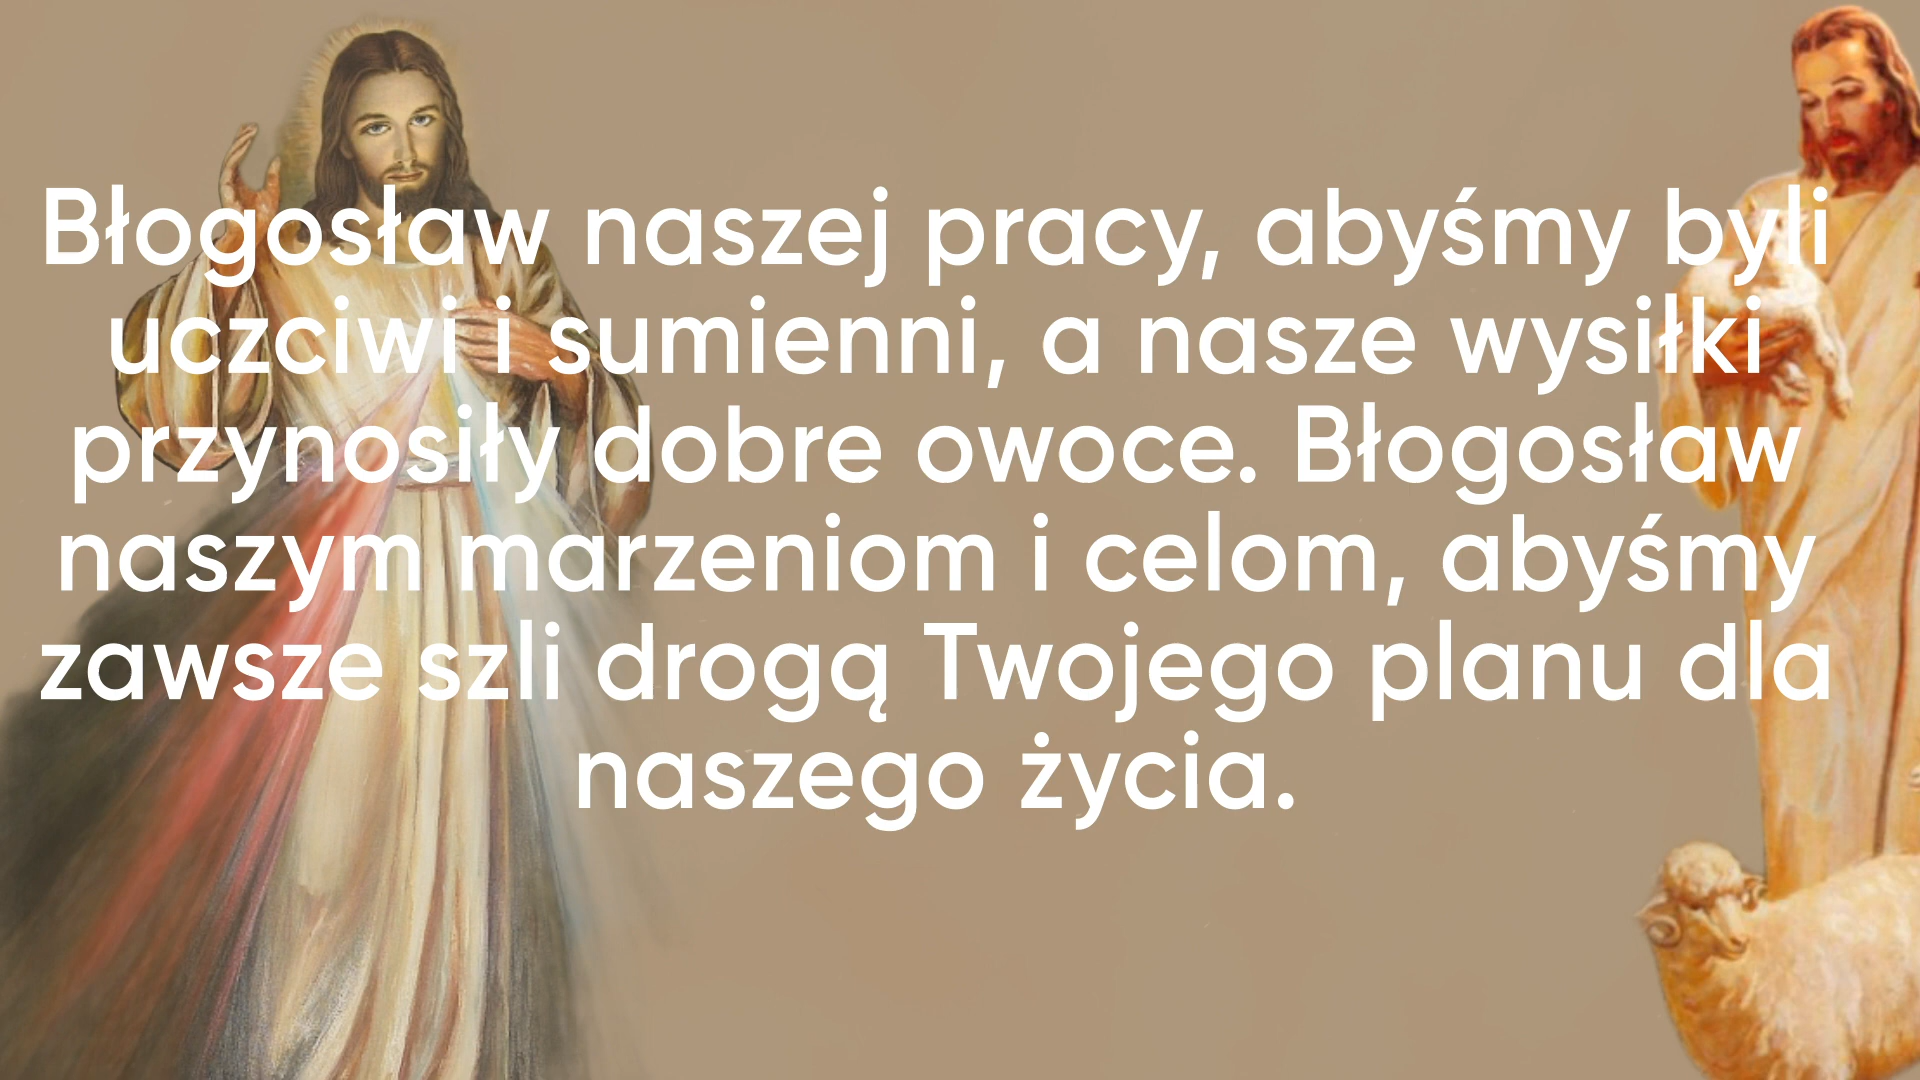 Błogosław naszej pracy, abyśmy byli
uczciwi i sumienni, a nasze wysiłki
przynosiły dobre owoce. Błogosław
naszym marzeniom i celom, abyśmy
zawsze szli drogą Twojego planu dla
naszego życia.